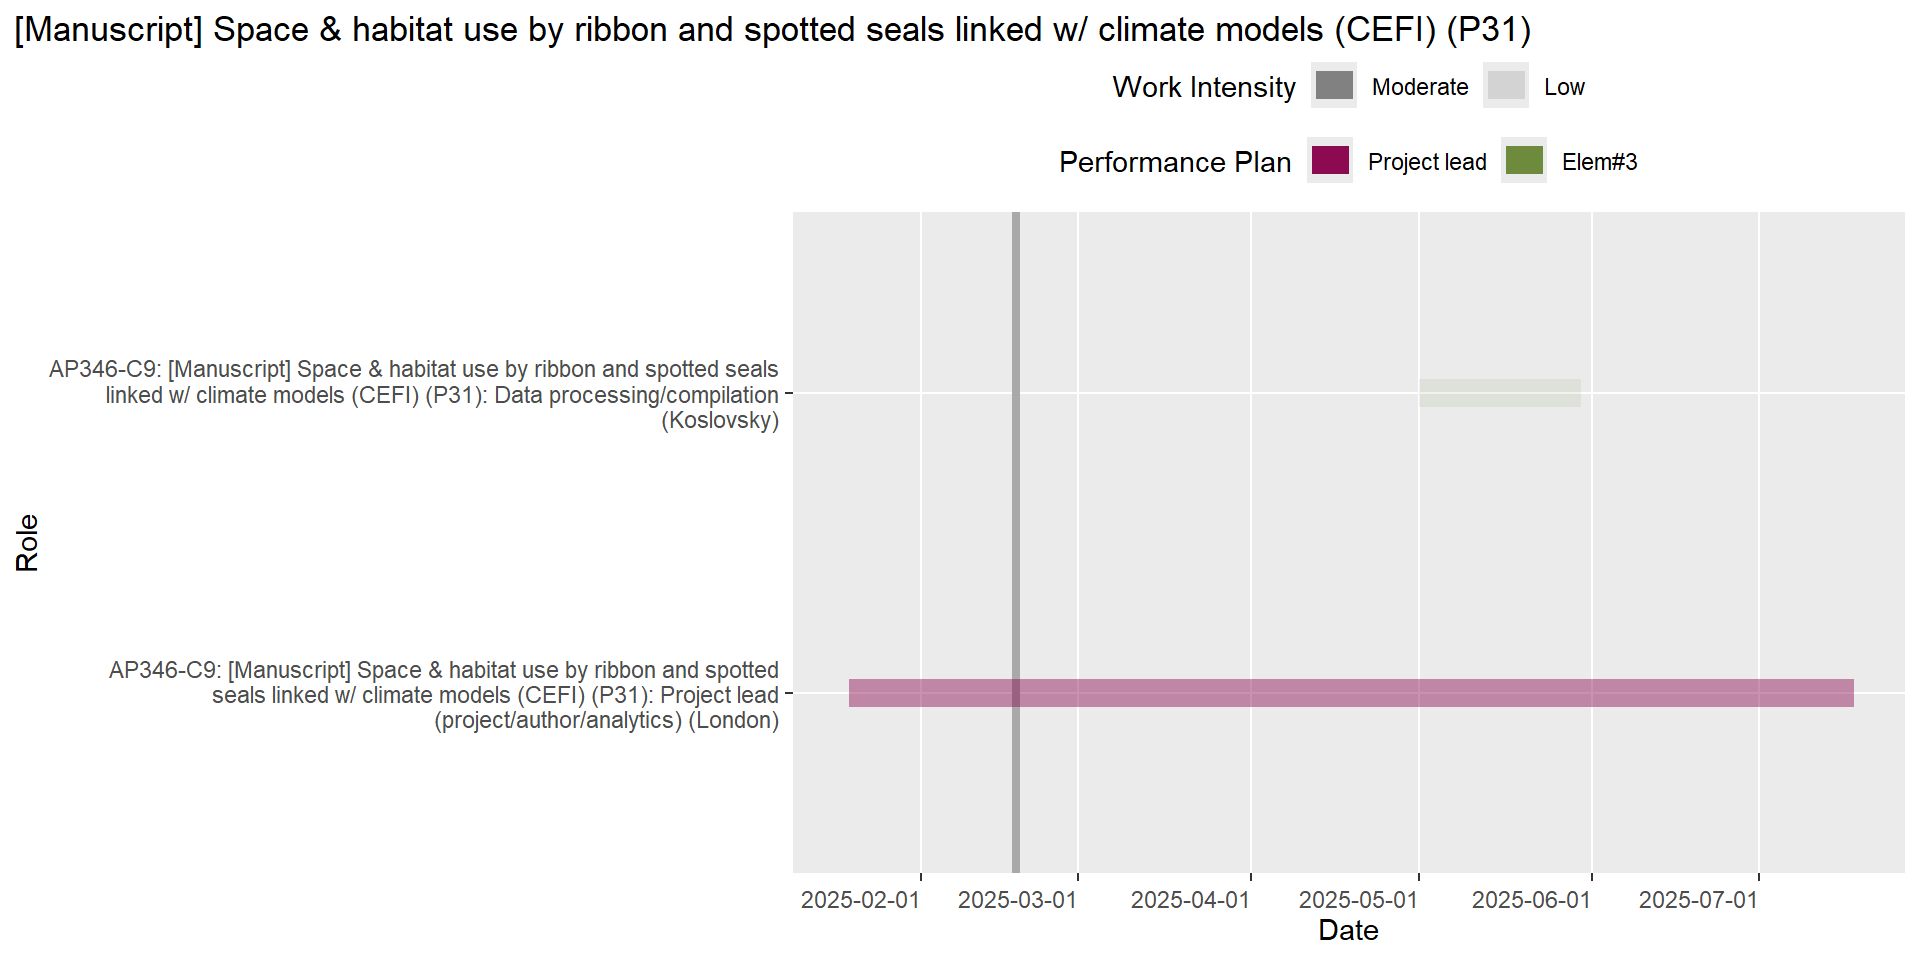 [Manuscript] Space & habitat use by ribbon and spotted seals linked w/ climate models (CEFI) (P31)
Work Intensity Moderate Low
Performance Plan Project lead Elem#3
AP346-C9: [Manuscript] Space & habitat use by ribbon and spotted seals
linked w/ climate models (CEFI) (P31): Data processing/compilation
(Koslovsky)
Role
AP346-C9: [Manuscript] Space & habitat use by ribbon and spotted
seals linked w/ climate models (CEFI) (P31): Project lead
(project/author/analytics) (London)
2025-02-01 2025-03-01 2025-04-01 2025-05-01 2025-06-01 2025-07-01
Date